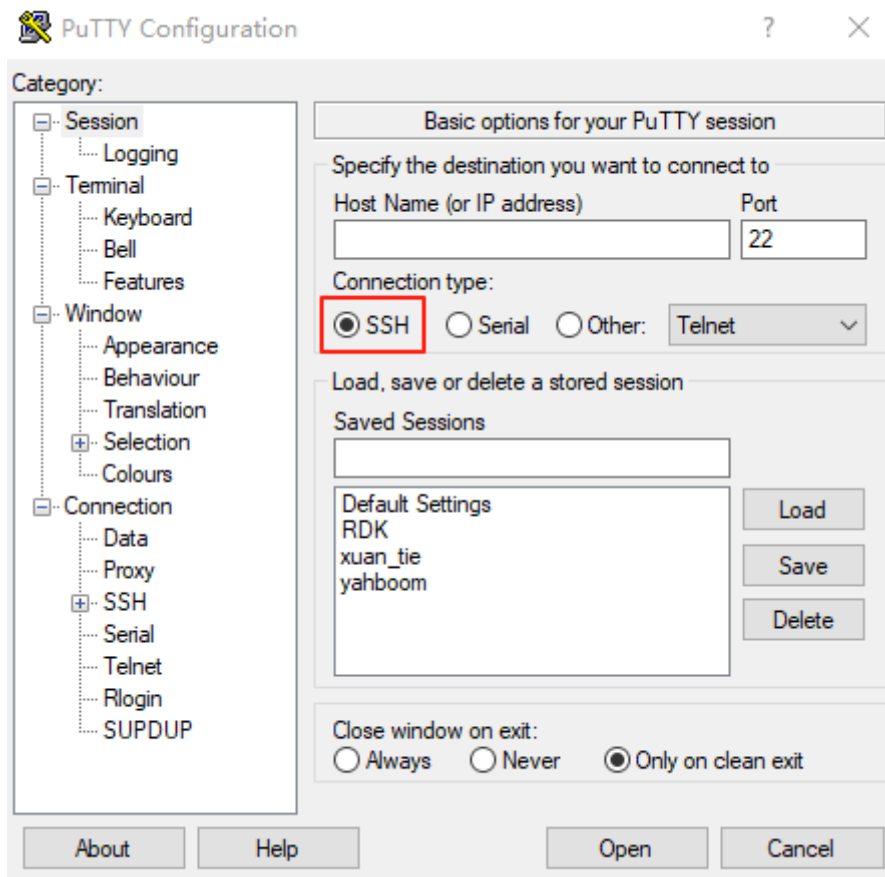 PuTTY Configuration
?
Category:
Session
Logging
Terminal
Keyboard
Bell
Features
Window
Appearance
Behaviour
Translation
Selection
Colours
Connection
Data
Proxy
SSH
Serial
Telnet
Rlogin
SUPDUP
Basic options for your PuTTY session
Specify the destination you want to connect to
Host Name (or IP address) Port
22
Connection type:
SSH Serial Other: Telnet
Load, save or delete a stored session
Saved Sessions
Default Settings
RDK
xuan_tie
yahboom
Load
Save
Delete
Close window on exit:
Always Never Only on clean exit
About Help Open Cancel